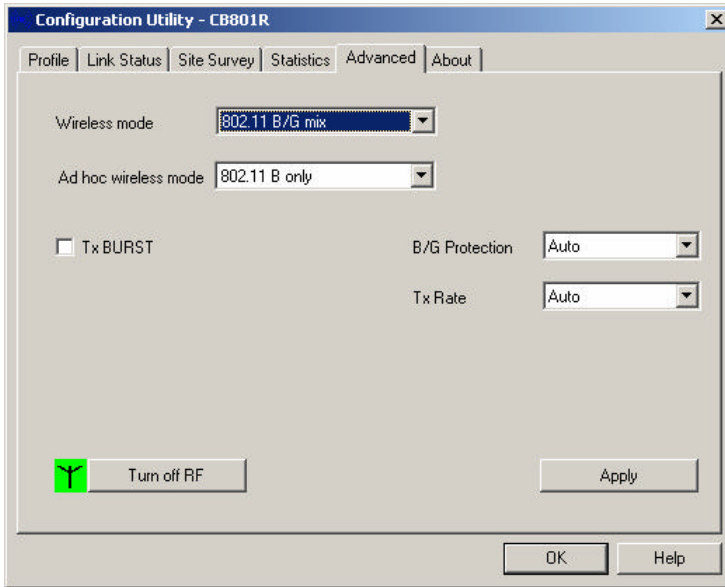 Configuration Utility - CB801R
Profile Link Status Site Survey Statistics Advanced About
Wireless mode 802.11 B/G mix
Ad hoc wireless mode 802.11 B only
Tx BURST B/G Protection Auto
Tx Rate Auto
Turn off RF Apply
OK Help